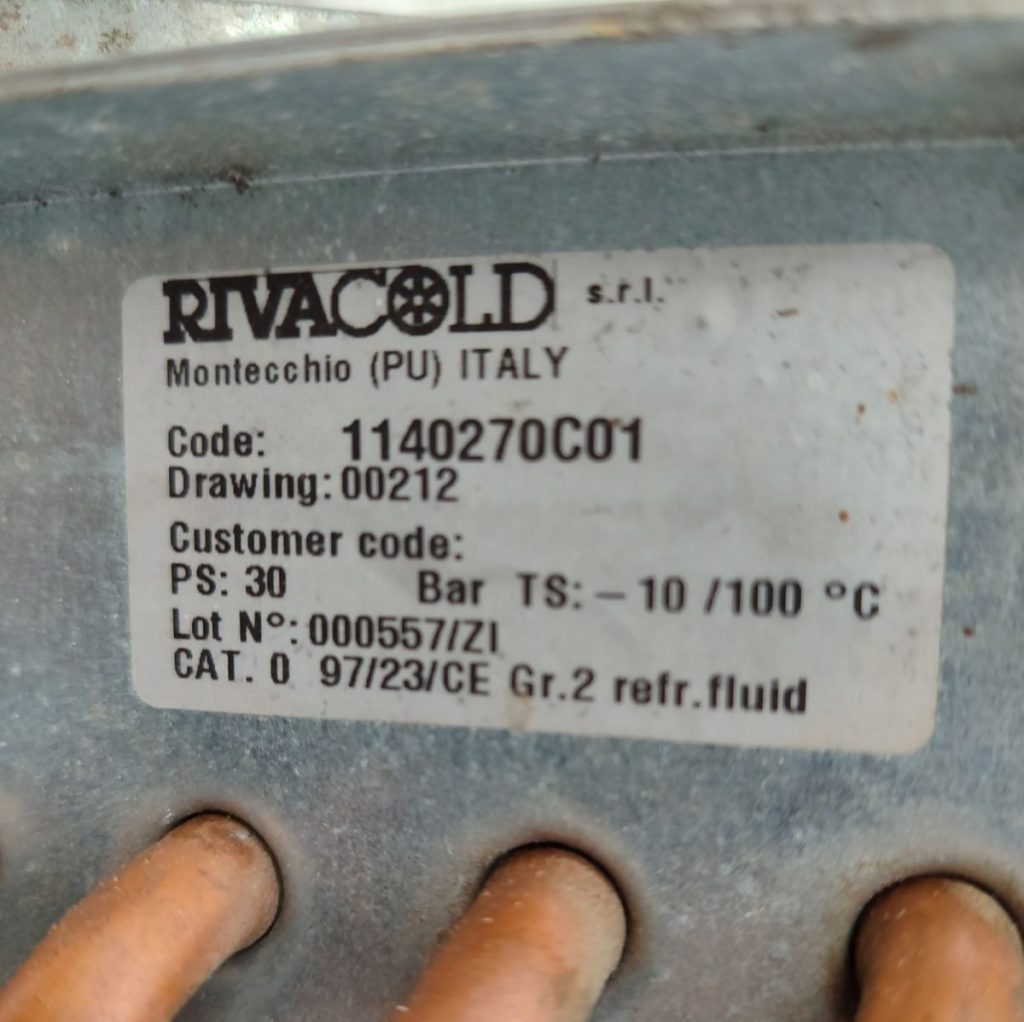 RIVACOLD s.r.l.
Montecchio (PU) ITALY
Code: 1140270C01
Drawing: 00212
Customer code:
PS: 30 Bar TS: – 10 /100 °C
Lot N°: 000557/ZI
CAT. 0 97/23/CE Gr.2 refr.fluid